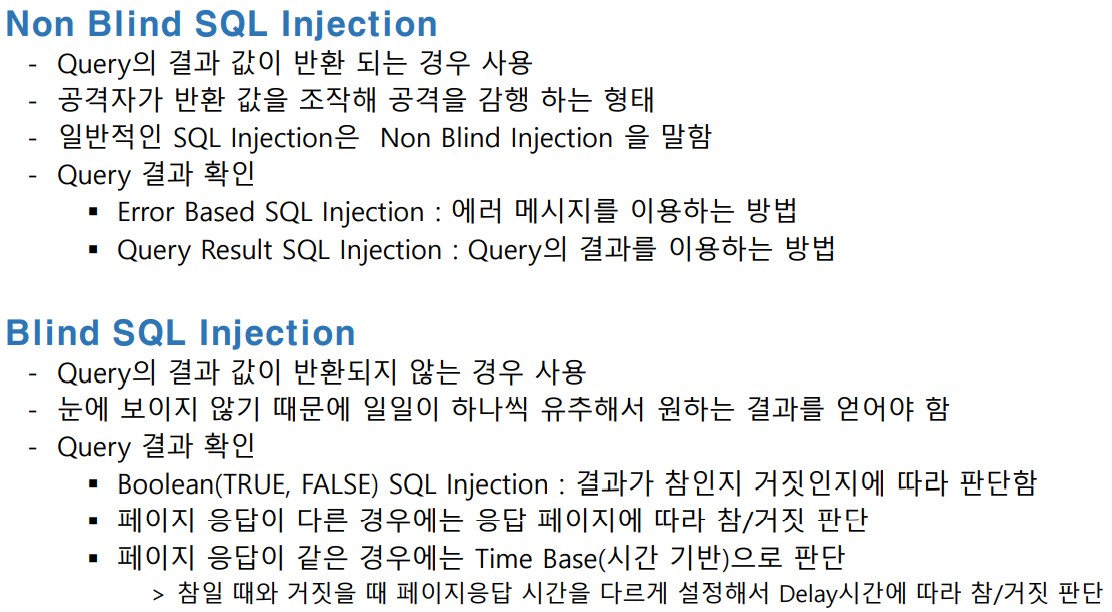 Non Blind SQL Injection
- Query의 결과 값이 반환 되는 경우 사용
- 공격자가 반환 값을 조작해 공격을 감행 하는 형태
- 일반적인 SQL Injection은 Non Blind Injection 을 말함
- Query 결과 확인
▪ Error Based SQL Injection : 에러 메시지를 이용하는 방법
▪ Query Result SQL Injection : Query의 결과를 이용하는 방법
Blind SQL Injection
- Query의 결과 값이 반환되지 않는 경우 사용
- 눈에 보이지 않기 때문에 일일이 하나씩 유추해서 원하는 결과를 얻어야 함
- Query 결과 확인
▪ Boolean(TRUE, FALSE) SQL Injection : 결과가 참인지 거짓인지에 따라 판단함
▪ 페이지 응답이 다른 경우에는 응답 페이지에 따라 참/거짓 판단
▪ 페이지 응답이 같은 경우에는 Time Base(시간 기반)으로 판단
> 참일 때와 거짓을 때 페이지응답 시간을 다르게 설정해서 Delay시간에 따라 참/거짓 판단